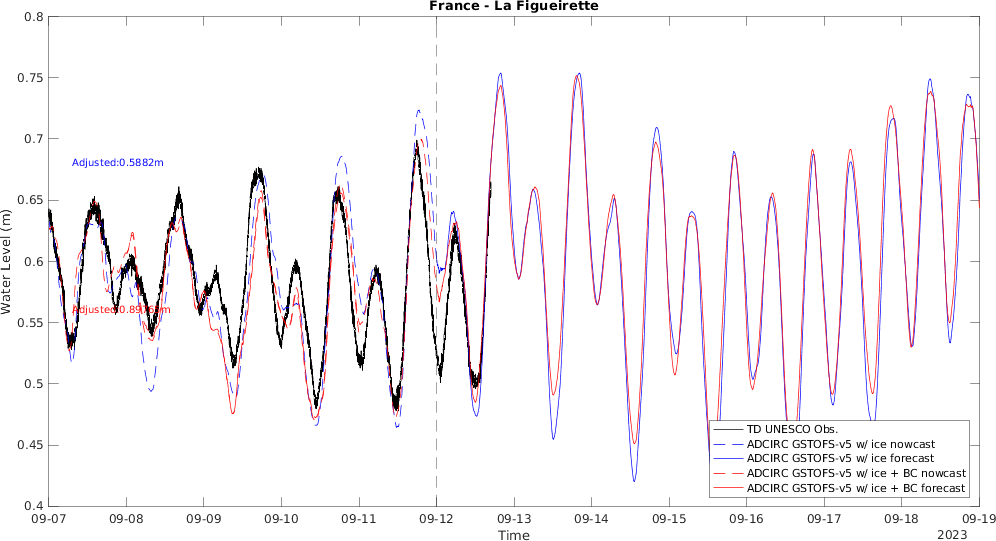 France - La Figueirette
0.8
0.75
0.7
0.65
0.6
0.55
0.5
0.45
0.4
Water Level (m)
Adjusted:0.5882m
TD UNESCO Obs.
ADCIRC GSTOFS-v5 w/ ice nowcast
ADCIRC GSTOFS-v5 w/ ice forecast
ADCIRC GSTOFS-v5 w/ ice + BC nowcast
ADCIRC GSTOFS-v5 w/ ice + BC forecast
09-07 09-08 09-09 09-10 09-11 09-12 09-13 09-14 09-15 09-16 09-17 09-18 09-19
Time
2023